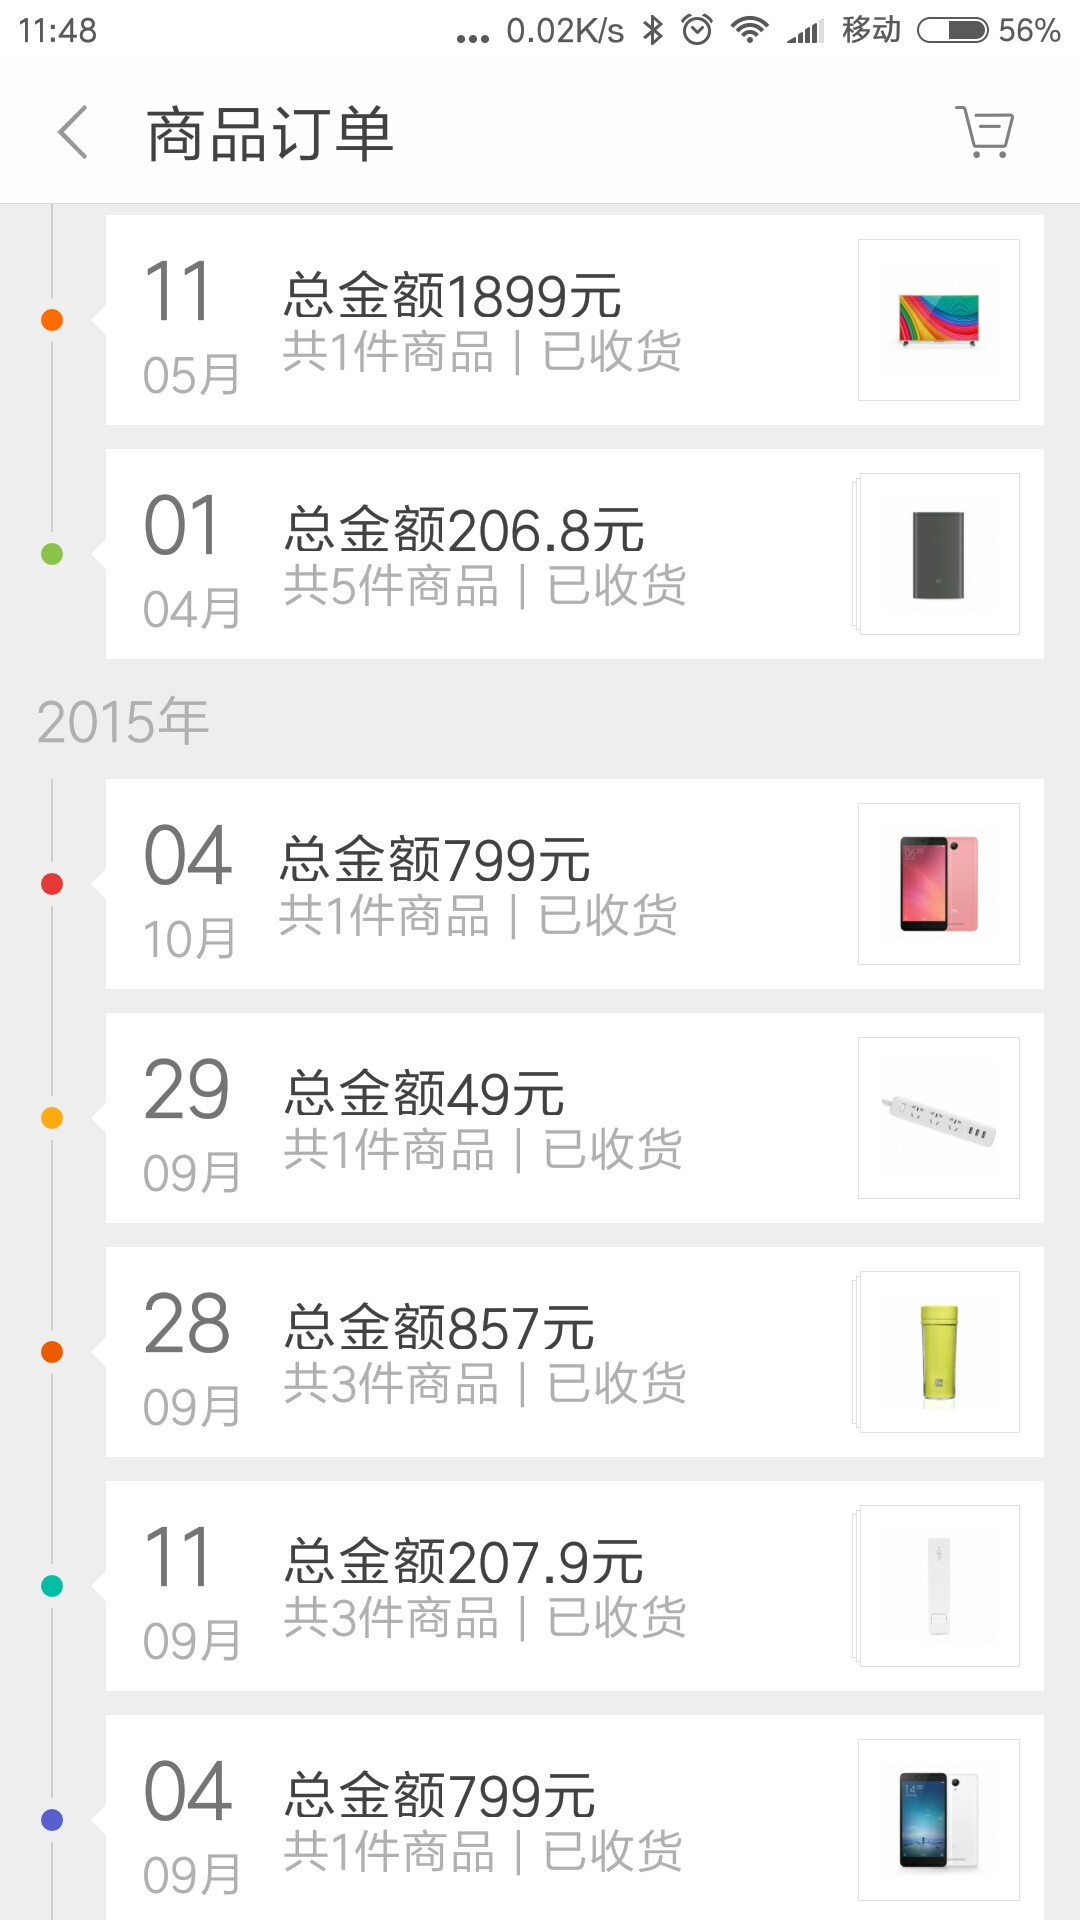 11:48 ... 0.02K/s 移动 56%
商品订单
11
05月
总金额1899元
共1件商品 | 已收货
01
04月
总金额206.8元
共5件商品 | 已收货
2015年
04
10月
总金额799元
共1件商品 | 已收货
29
09月
总金额49元
共1件商品 | 已收货
28
09月
总金额857元
共3件商品 | 已收货
11
09月
总金额207.9元
共3件商品 | 已收货
04
09月
总金额799元
共1件商品 | 已收货